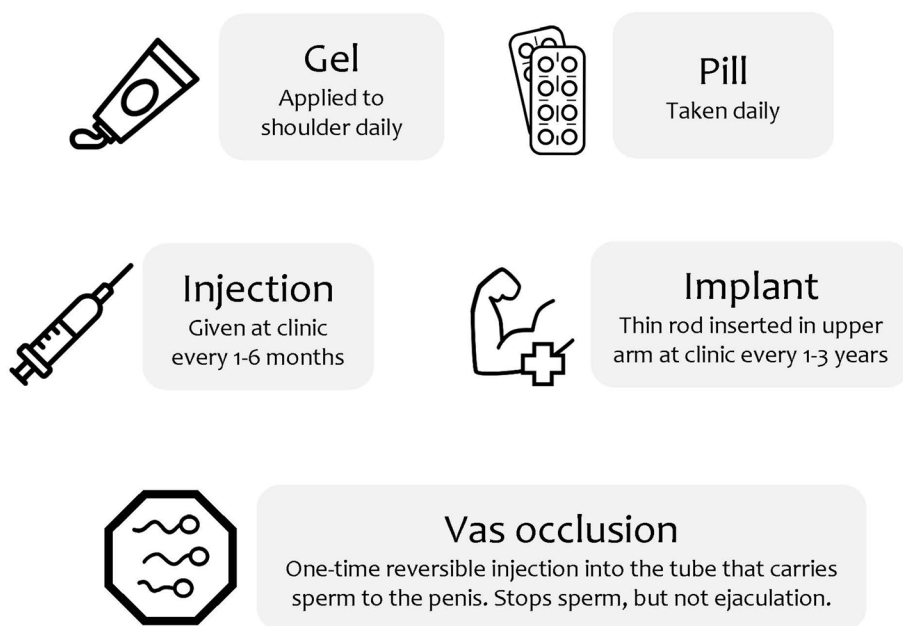 Gel
Applied to
shoulder daily
Pill
Taken daily
Injection
Given at clinic
every 1-6 months
Implant
Thin rod inserted in upper
arm at clinic every 1-3 years
Vas occlusion
One-time reversible injection into the tube that carries
sperm to the penis. Stops sperm, but not ejaculation.